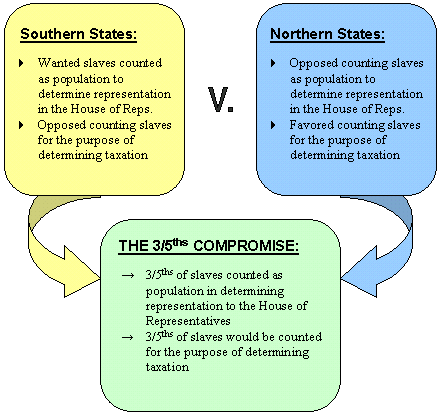 Southern States:
Wanted slaves counted
as population to
determine representation
in the House of Reps.
Opposed counting slaves
for the purpose of
determining taxation
V.
Northern States:
Opposed counting slaves
as population to
determine representation
in the House of Reps.
Favored counting slaves
for the purpose of
determining taxation
THE 3/5ths COMPROMISE:
→ 3/5ths of slaves counted as
population in determining
representation to the House of
Representatives
→ 3/5ths of slaves would be counted
for the purpose of determining
taxation